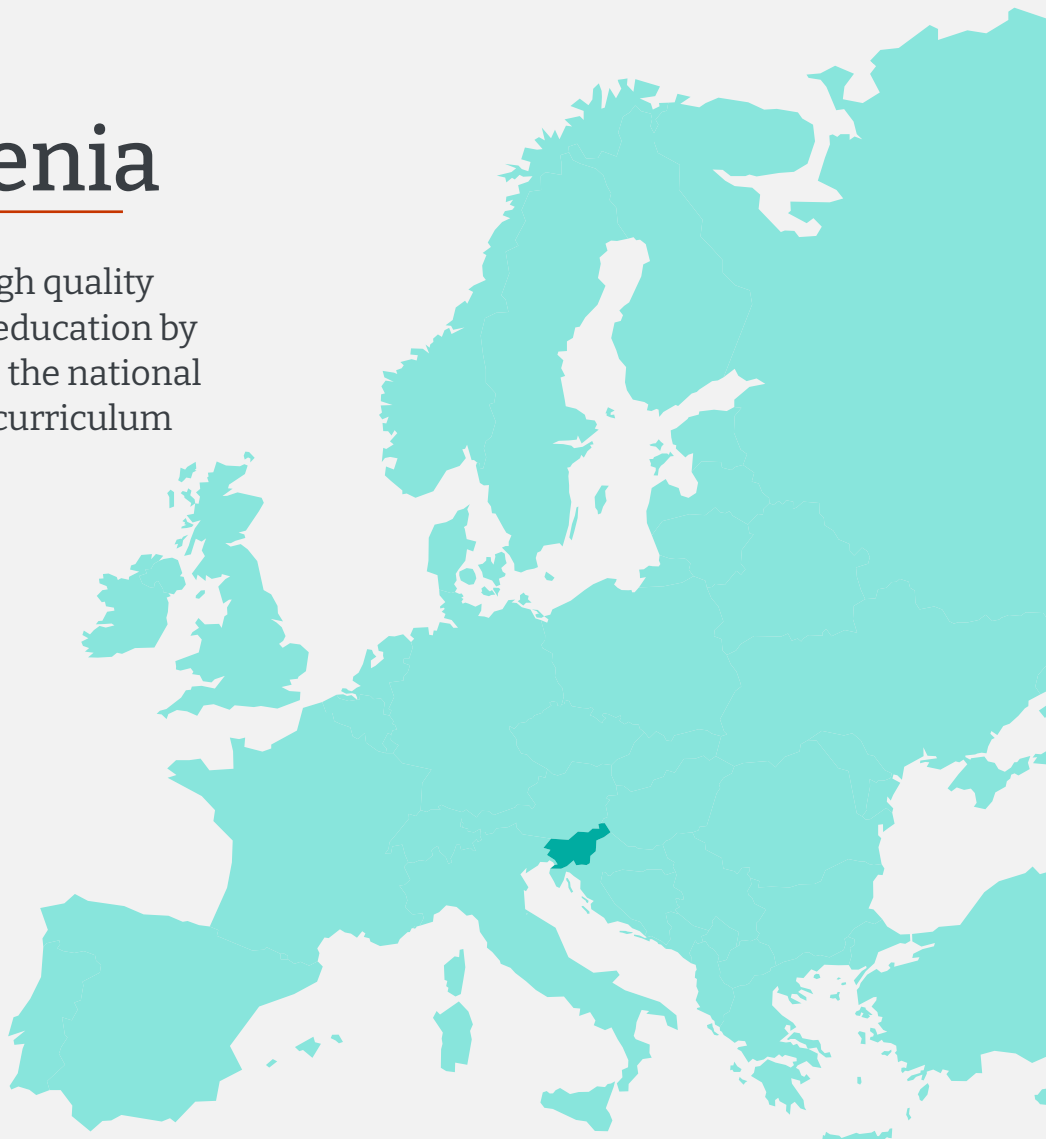 enia
gh quality
education by
the national
curriculum